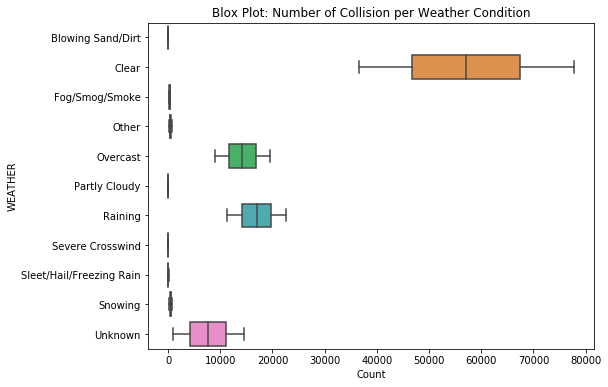 Blox Plot: Number of Collision per Weather Condition
WEATHER
Blowing Sand/Dirt
Clear
Fog/Smog/Smoke
Other
Overcast
Partly Cloudy
Raining
Severe Crosswind
Sleet/Hail/Freezing Rain
Snowing
Unknown
0 10000 20000 30000 40000 50000 60000 70000 80000
Count